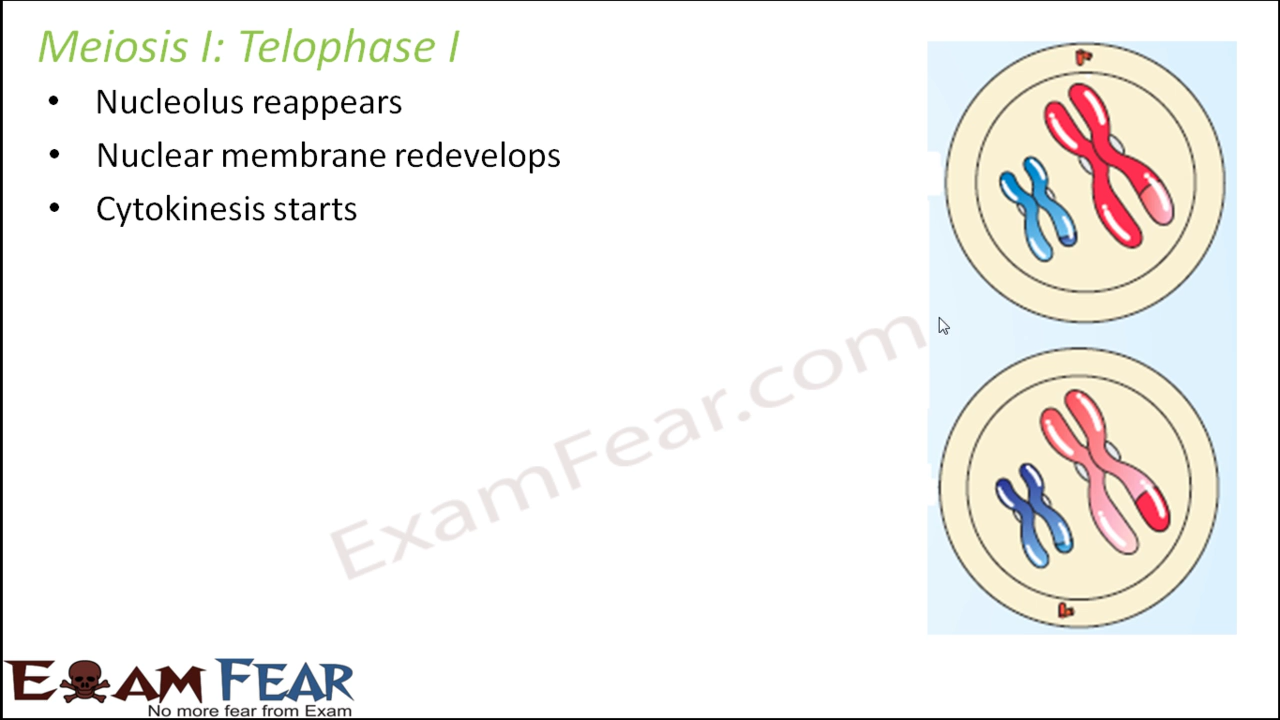 Meiosis I: Telophase I
• Nucleolus reappears
• Nuclear membrane redevelops
• Cytokinesis starts
ExamFear.com
EXAM FEAR
No more fear from Exam